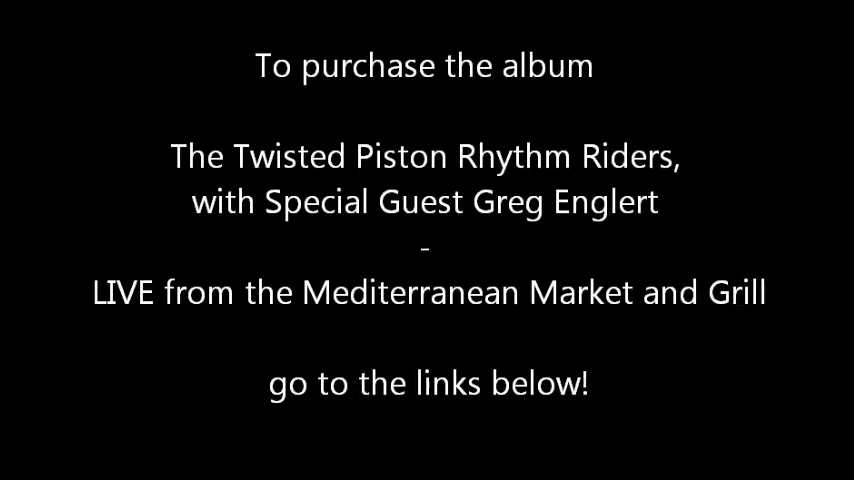 To purchase the album
The Twisted Piston Rhythm Riders,
with Special Guest Greg Englert
-
LIVE from the Mediterranean Market and Grill
go to the links below!